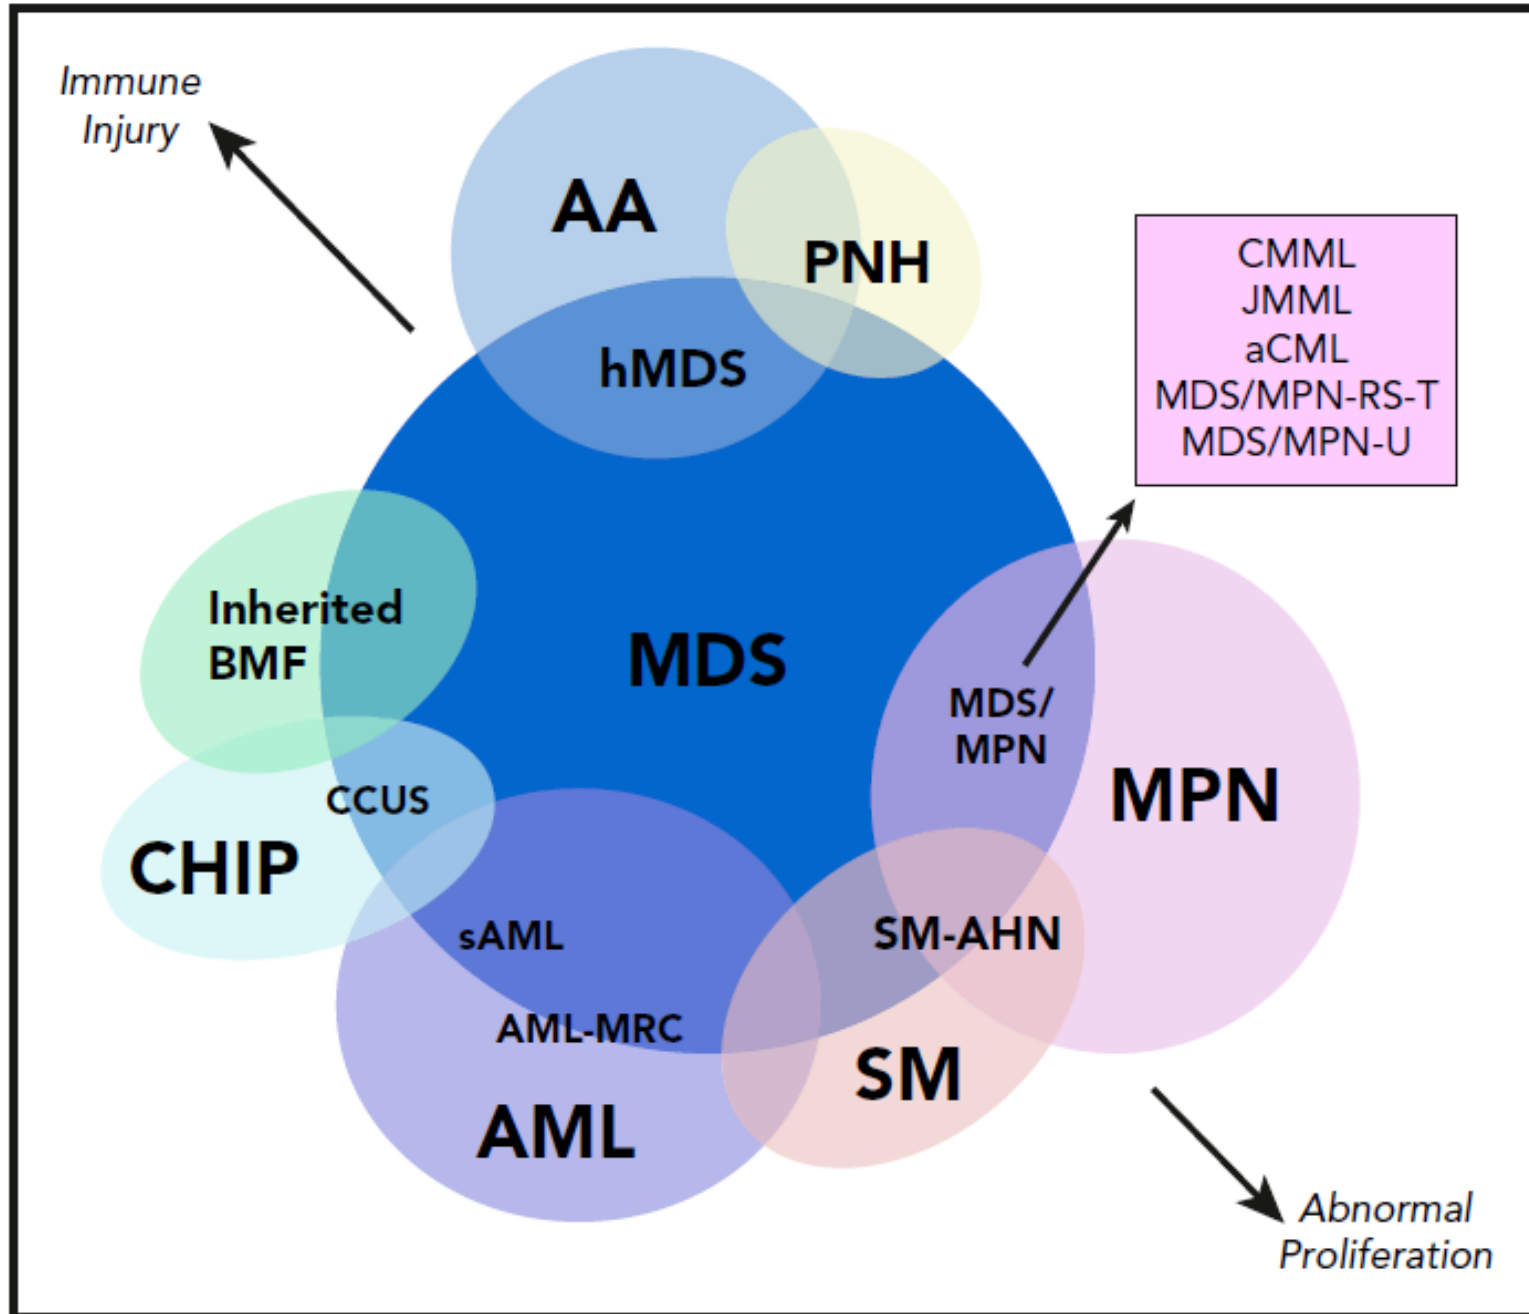 Immune
Injury
AA
PNH
hMDS
CMML
JMML
aCML
MDS/MPN-RS-T
MDS/MPN-U
Inherited
BMF
MDS
MDS/
MPN
MPN
CCUS
CHIP
sAML
SM-AHN
AML-MRC
SM
AML
Abnormal
Proliferation